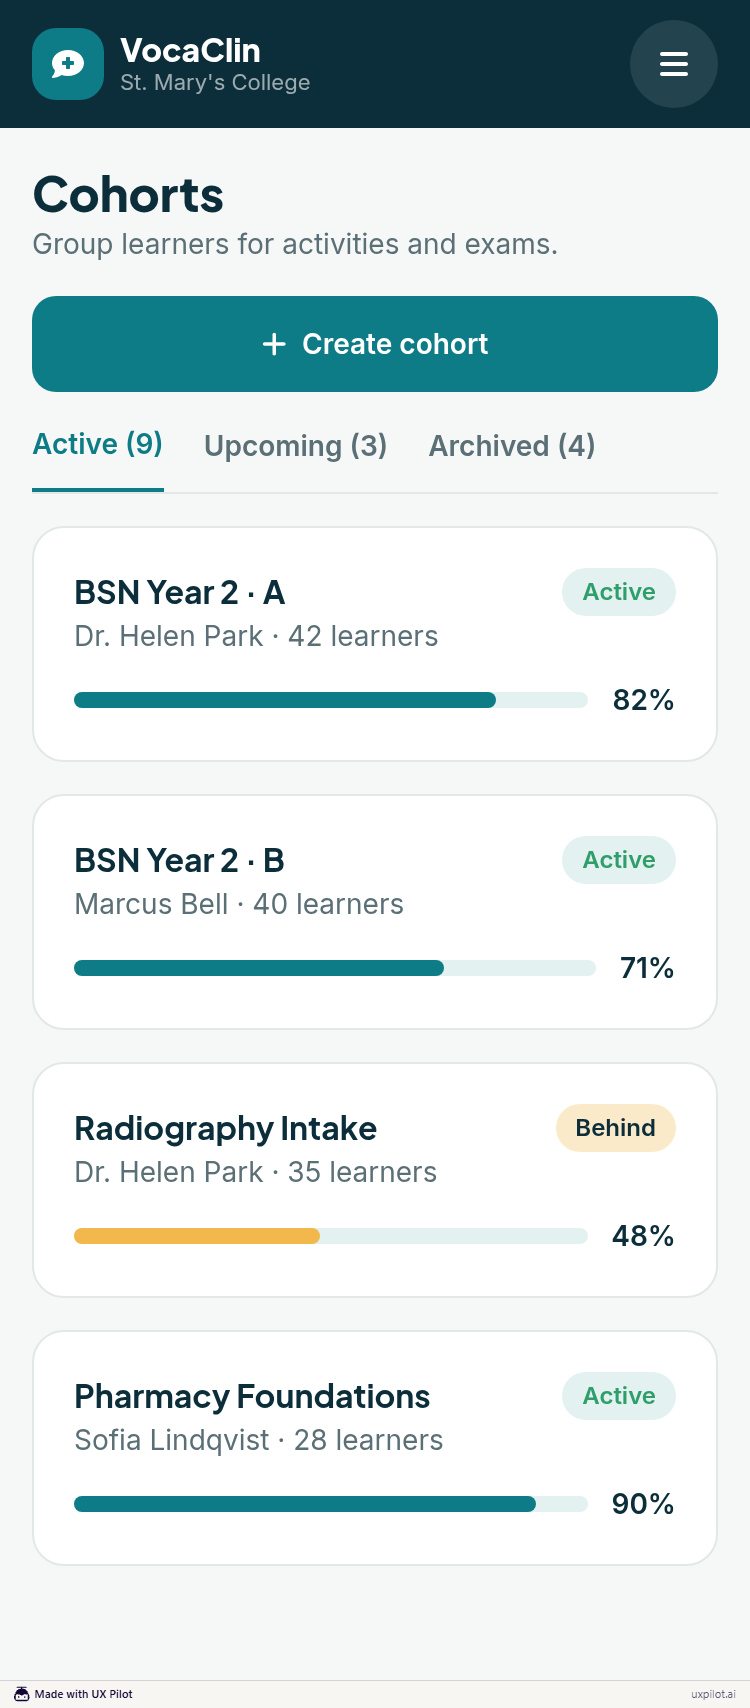 VocaClin
St. Mary's College
Cohorts
Group learners for activities and exams.
Create cohort
Active (9) Upcoming (3) Archived (4)
BSN Year 2 · A
Active
Dr. Helen Park · 42 learners
82%
BSN Year 2 · B
Active
Marcus Bell · 40 learners
71%
Radiography Intake
Behind
Dr. Helen Park · 35 learners
48%
Pharmacy Foundations
Active
Sofia Lindqvist · 28 learners
90%
Made with UX Pilot
uxpilot.ai